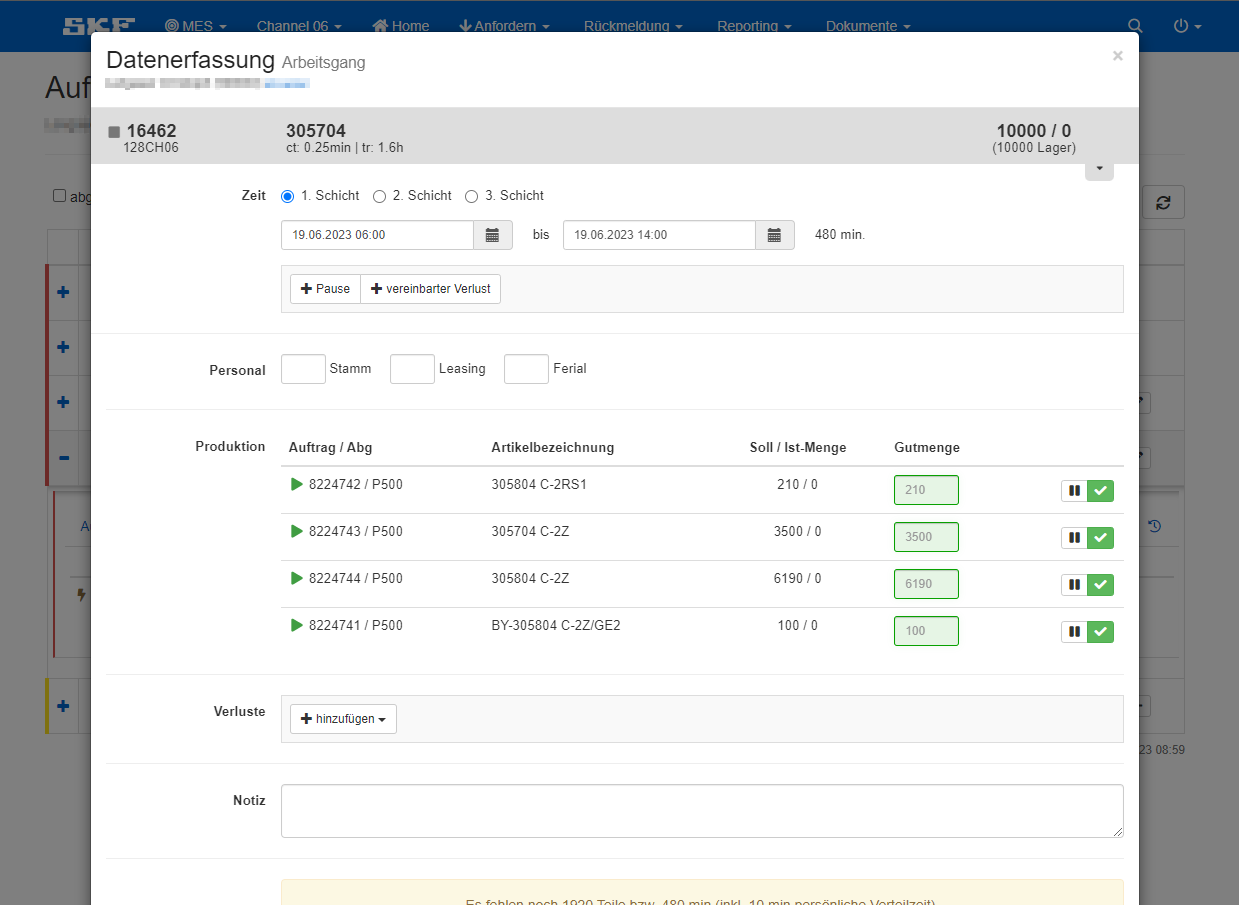 SKF MES Channel 06 Home Anfordern Rückmeldung Reporting Dokumente
Datenerfassung Arbeitsgang
×
Auf
16462 305704 10000 / 0
128CH06 ct: 0.25min | tr: 1.6h (10000 Lager)
Zeit 1. Schicht 2. Schicht 3. Schicht
19.06.2023 06:00 bis 19.06.2023 14:00 480 min.
Pause vereinbarter Verlust
Personal Stamm Leasing Ferial
Produktion Auftrag / Abg Artikelbezeichnung Soll / Ist-Menge Gutmenge
8224742 / P500 305804 C-2RS1 210 / 0 210
8224743 / P500 305704 C-2Z 3500 / 0 3500
8224744 / P500 305804 C-2Z 6190 / 0 6190
8224741 / P500 BY-305804 C-2Z/GE2 100 / 0 100
Verluste hinzufügen
23 08:59
Notiz
Es fehlen noch 1920 Teile bzw. 480 min (inkl. 10 min persönliche Verteilzeit)